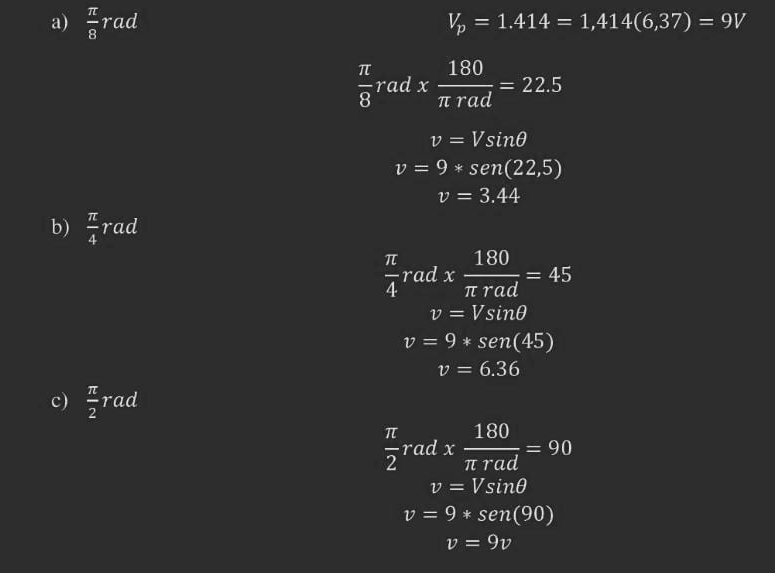 a) π/8 rad
V_p = 1.414 = 1,414(6,37) = 9V
π/8 rad x 180/π rad = 22.5
v = Vsinθ
v = 9 * sen(22,5)
v = 3.44
b) π/4 rad
π/4 rad x 180/π rad = 45
v = Vsinθ
v = 9 * sen(45)
v = 6.36
c) π/2 rad
π/2 rad x 180/π rad = 90
v = Vsinθ
v = 9 * sen(90)
v = 9v